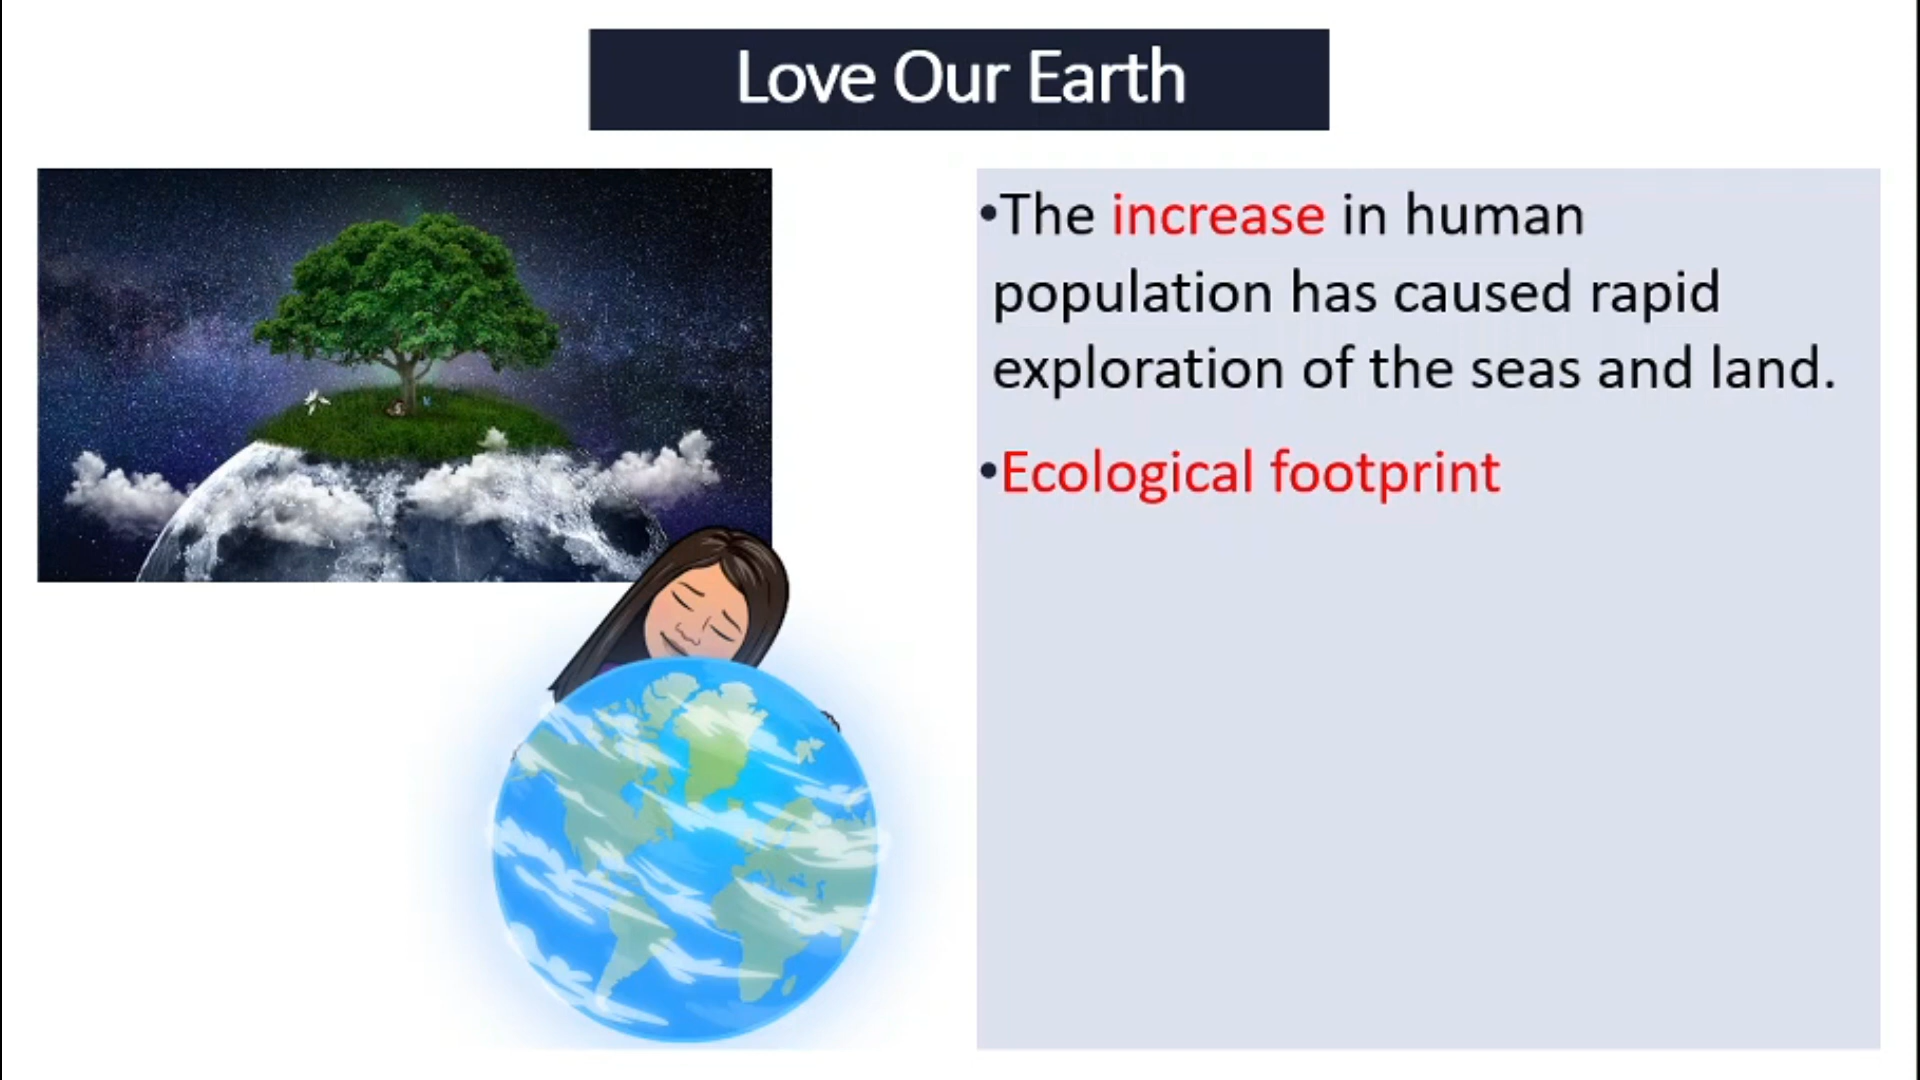 Love Our Earth
•The increase in human
population has caused rapid
exploration of the seas and land.
•Ecological footprint